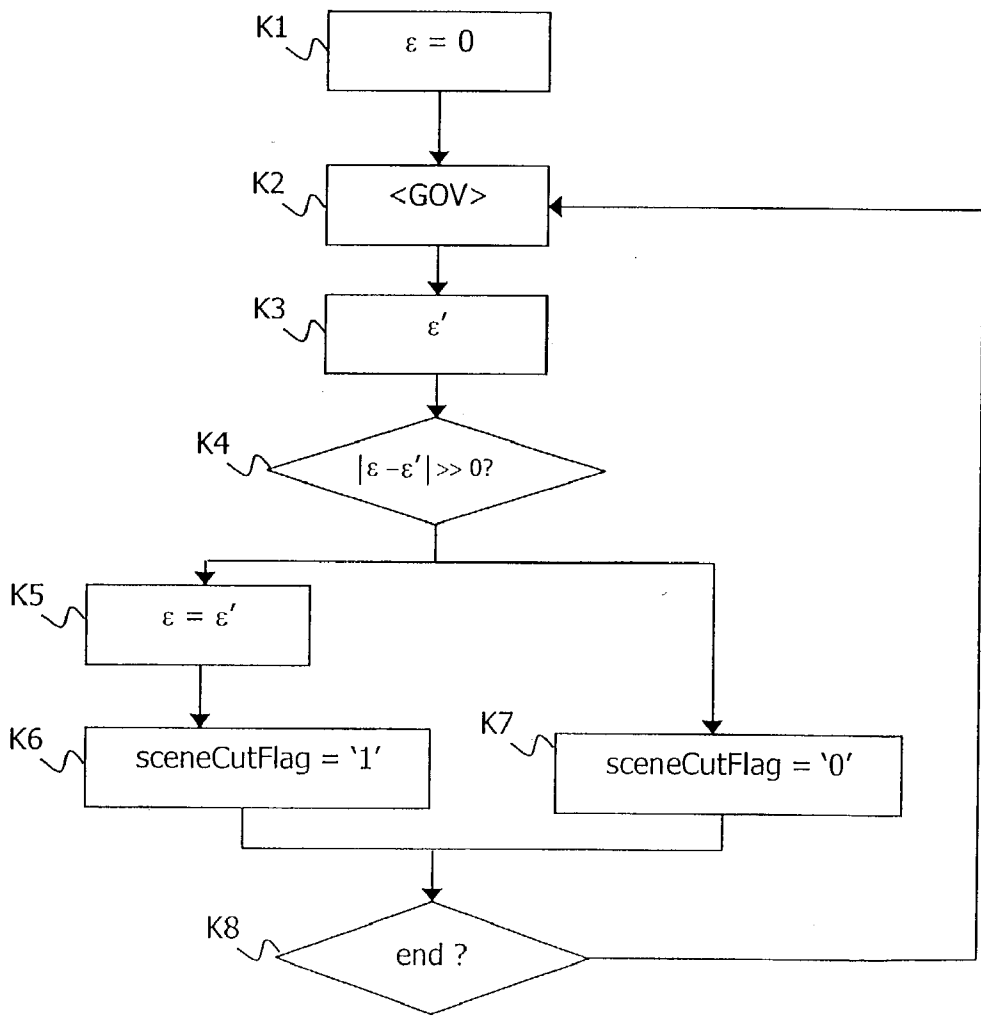 K1
ε = 0
K2
<GOV>
K3
ε′
K4
|ε – ε′| >> 0?
K5
ε = ε′
K6
sceneCutFlag = ‘1’
K7
sceneCutFlag = ‘0’
K8
end ?